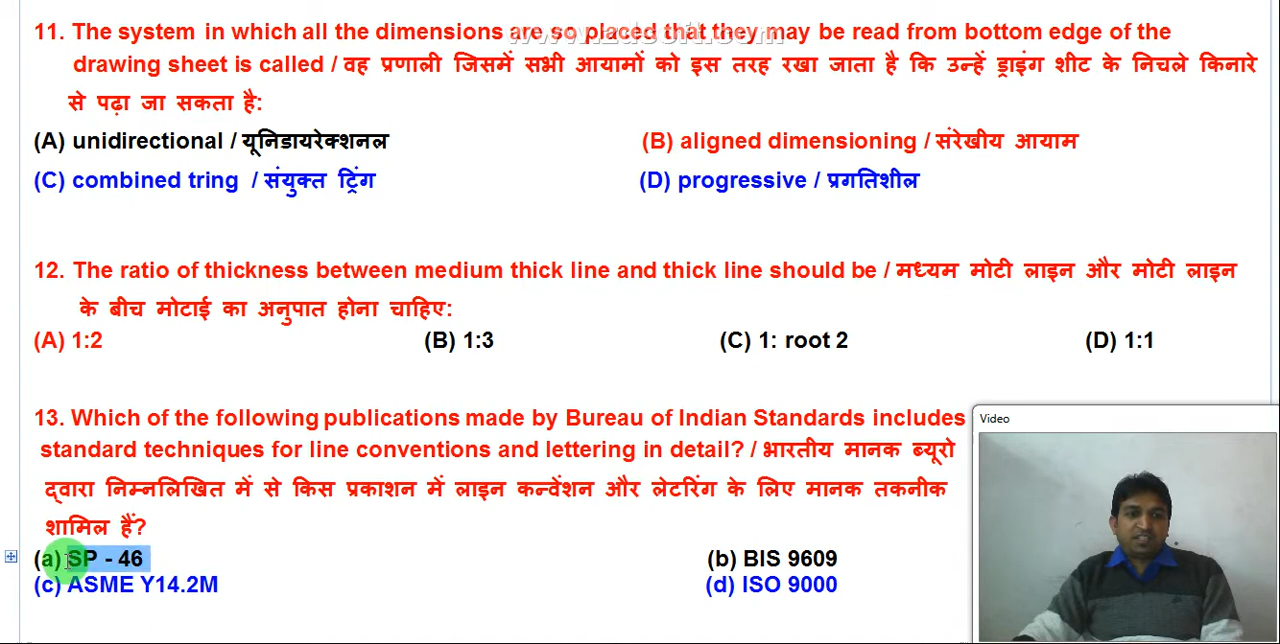 11. The system in which all the dimensions are so placed that they may be read from bottom edge of the
drawing sheet is called / वह प्रणाली जिसमें सभी आयामों को इस तरह रखा जाता है कि उन्हें ड्राइंग शीट के निचले किनारे
से पढ़ा जा सकता है:
(A) unidirectional / यूनिडायरेक्शनल (B) aligned dimensioning / संरेखीय आयाम
(C) combined tring / संयुक्त ट्रिंग (D) progressive / प्रगतिशील
12. The ratio of thickness between medium thick line and thick line should be / मध्यम मोटी लाइन और मोटी लाइन
के बीच मोटाई का अनुपात होना चाहिए:
(A) 1:2 (B) 1:3 (C) 1: root 2 (D) 1:1
13. Which of the following publications made by Bureau of Indian Standards includes
Video
standard techniques for line conventions and lettering in detail? / भारतीय मानक ब्यूरो
द्वारा निम्नलिखित में से किस प्रकाशन में लाइन कन्वेंशन और लेटरिंग के लिए मानक तकनीक
शामिल हैं?
(a) SP - 46 (b) BIS 9609
(c) ASME Y14.2M (d) ISO 9000